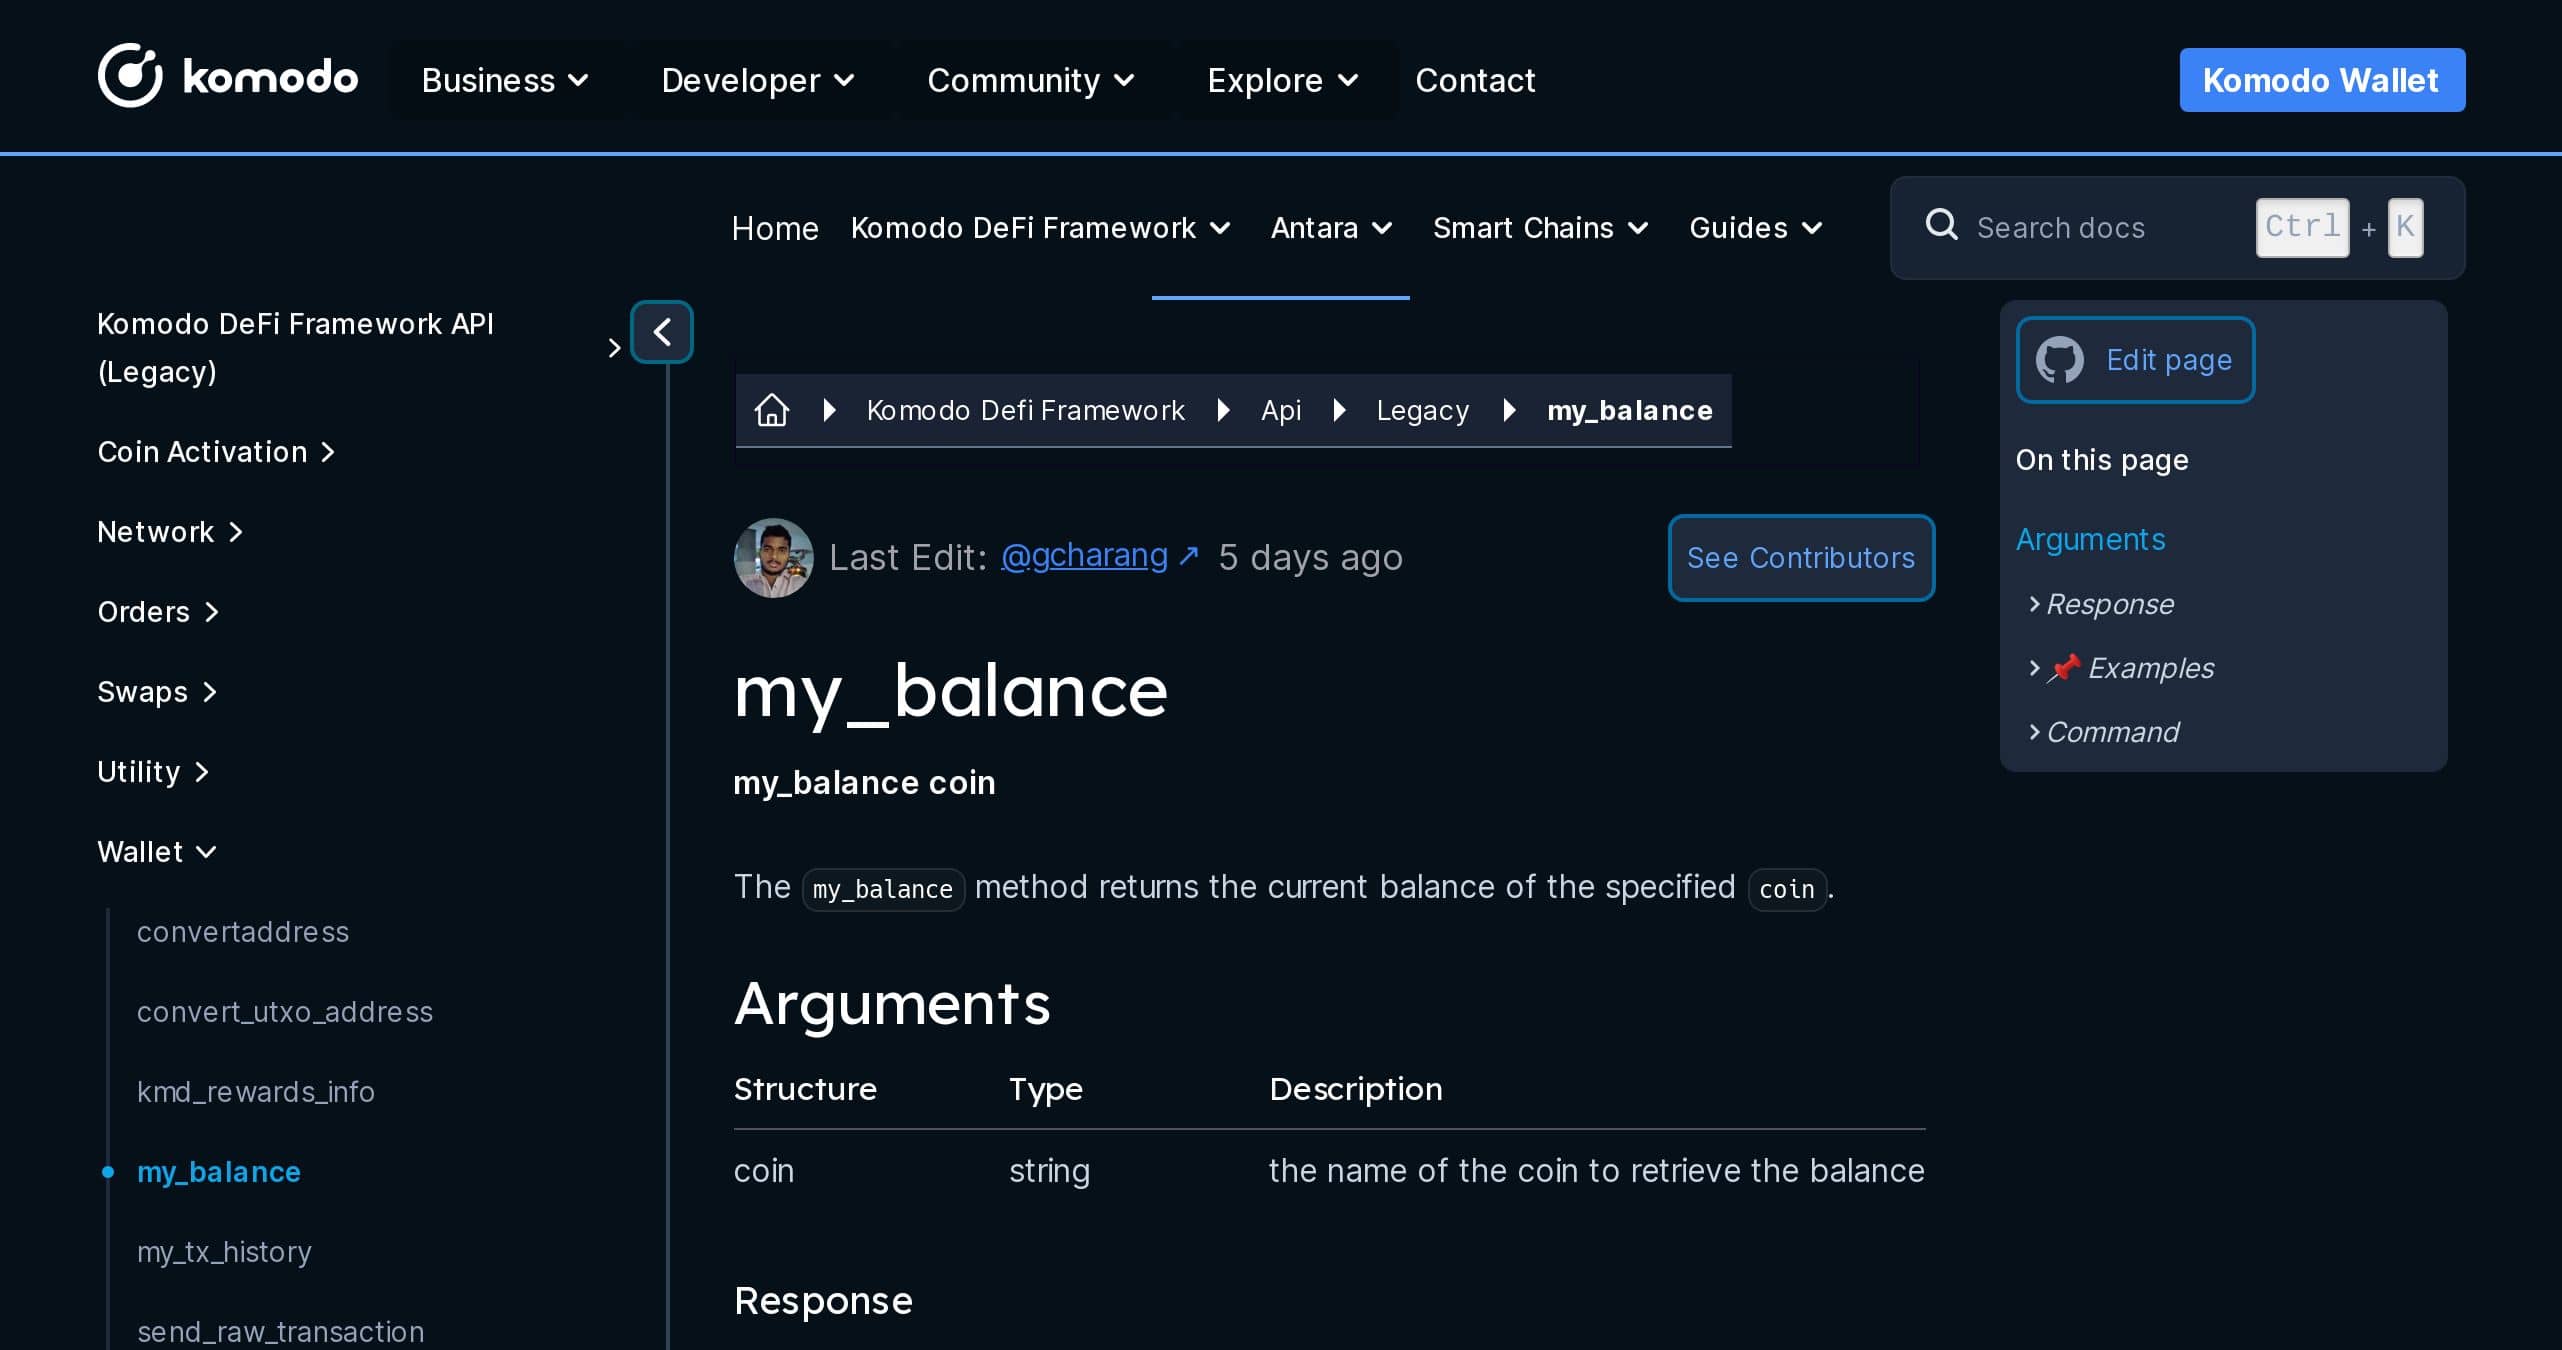 komodo Business Developer Community Explore Contact Komodo Wallet
Home Komodo DeFi Framework Antara Smart Chains Guides Search docs Ctrl + K
Komodo DeFi Framework API
(Legacy)
Coin Activation
Network
Orders
Swaps
Utility
Wallet
convertaddress
convert_utxo_address
kmd_rewards_info
my_balance
my_tx_history
send_raw_transaction
Komodo Defi Framework Api Legacy my_balance
Last Edit: @gcharang ↗ 5 days ago See Contributors
my_balance
my_balance coin
The my_balance method returns the current balance of the specified coin.
Arguments
Structure Type Description
coin string the name of the coin to retrieve the balance
Response
Edit page
On this page
Arguments
Response
📌 Examples
Command